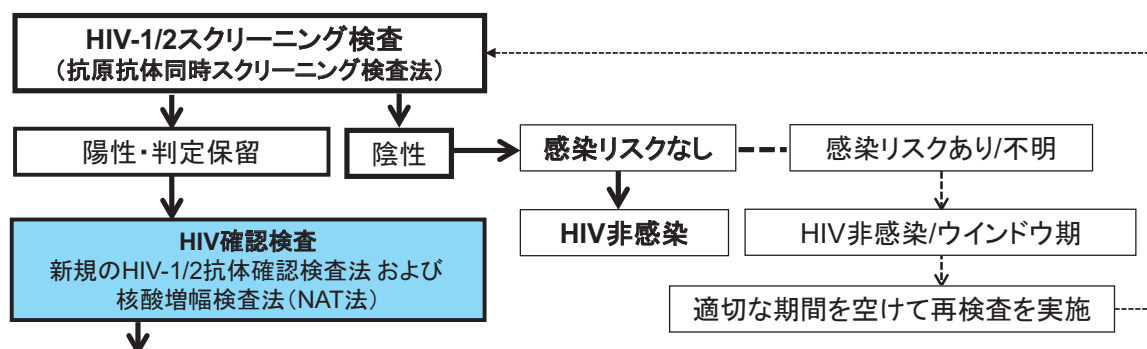 HIV-1/2スクリーニング検査
（抗原抗体同時スクリーニング検査法）
陽性・判定保留
陰性
感染リスクなし
感染リスクあり/不明
HIV非感染
HIV非感染/ウインドウ期
HIV確認検査
新規のHIV-1/2抗体確認検査法 および
核酸増幅検査法（NAT法）
適切な期間を空けて再検査を実施